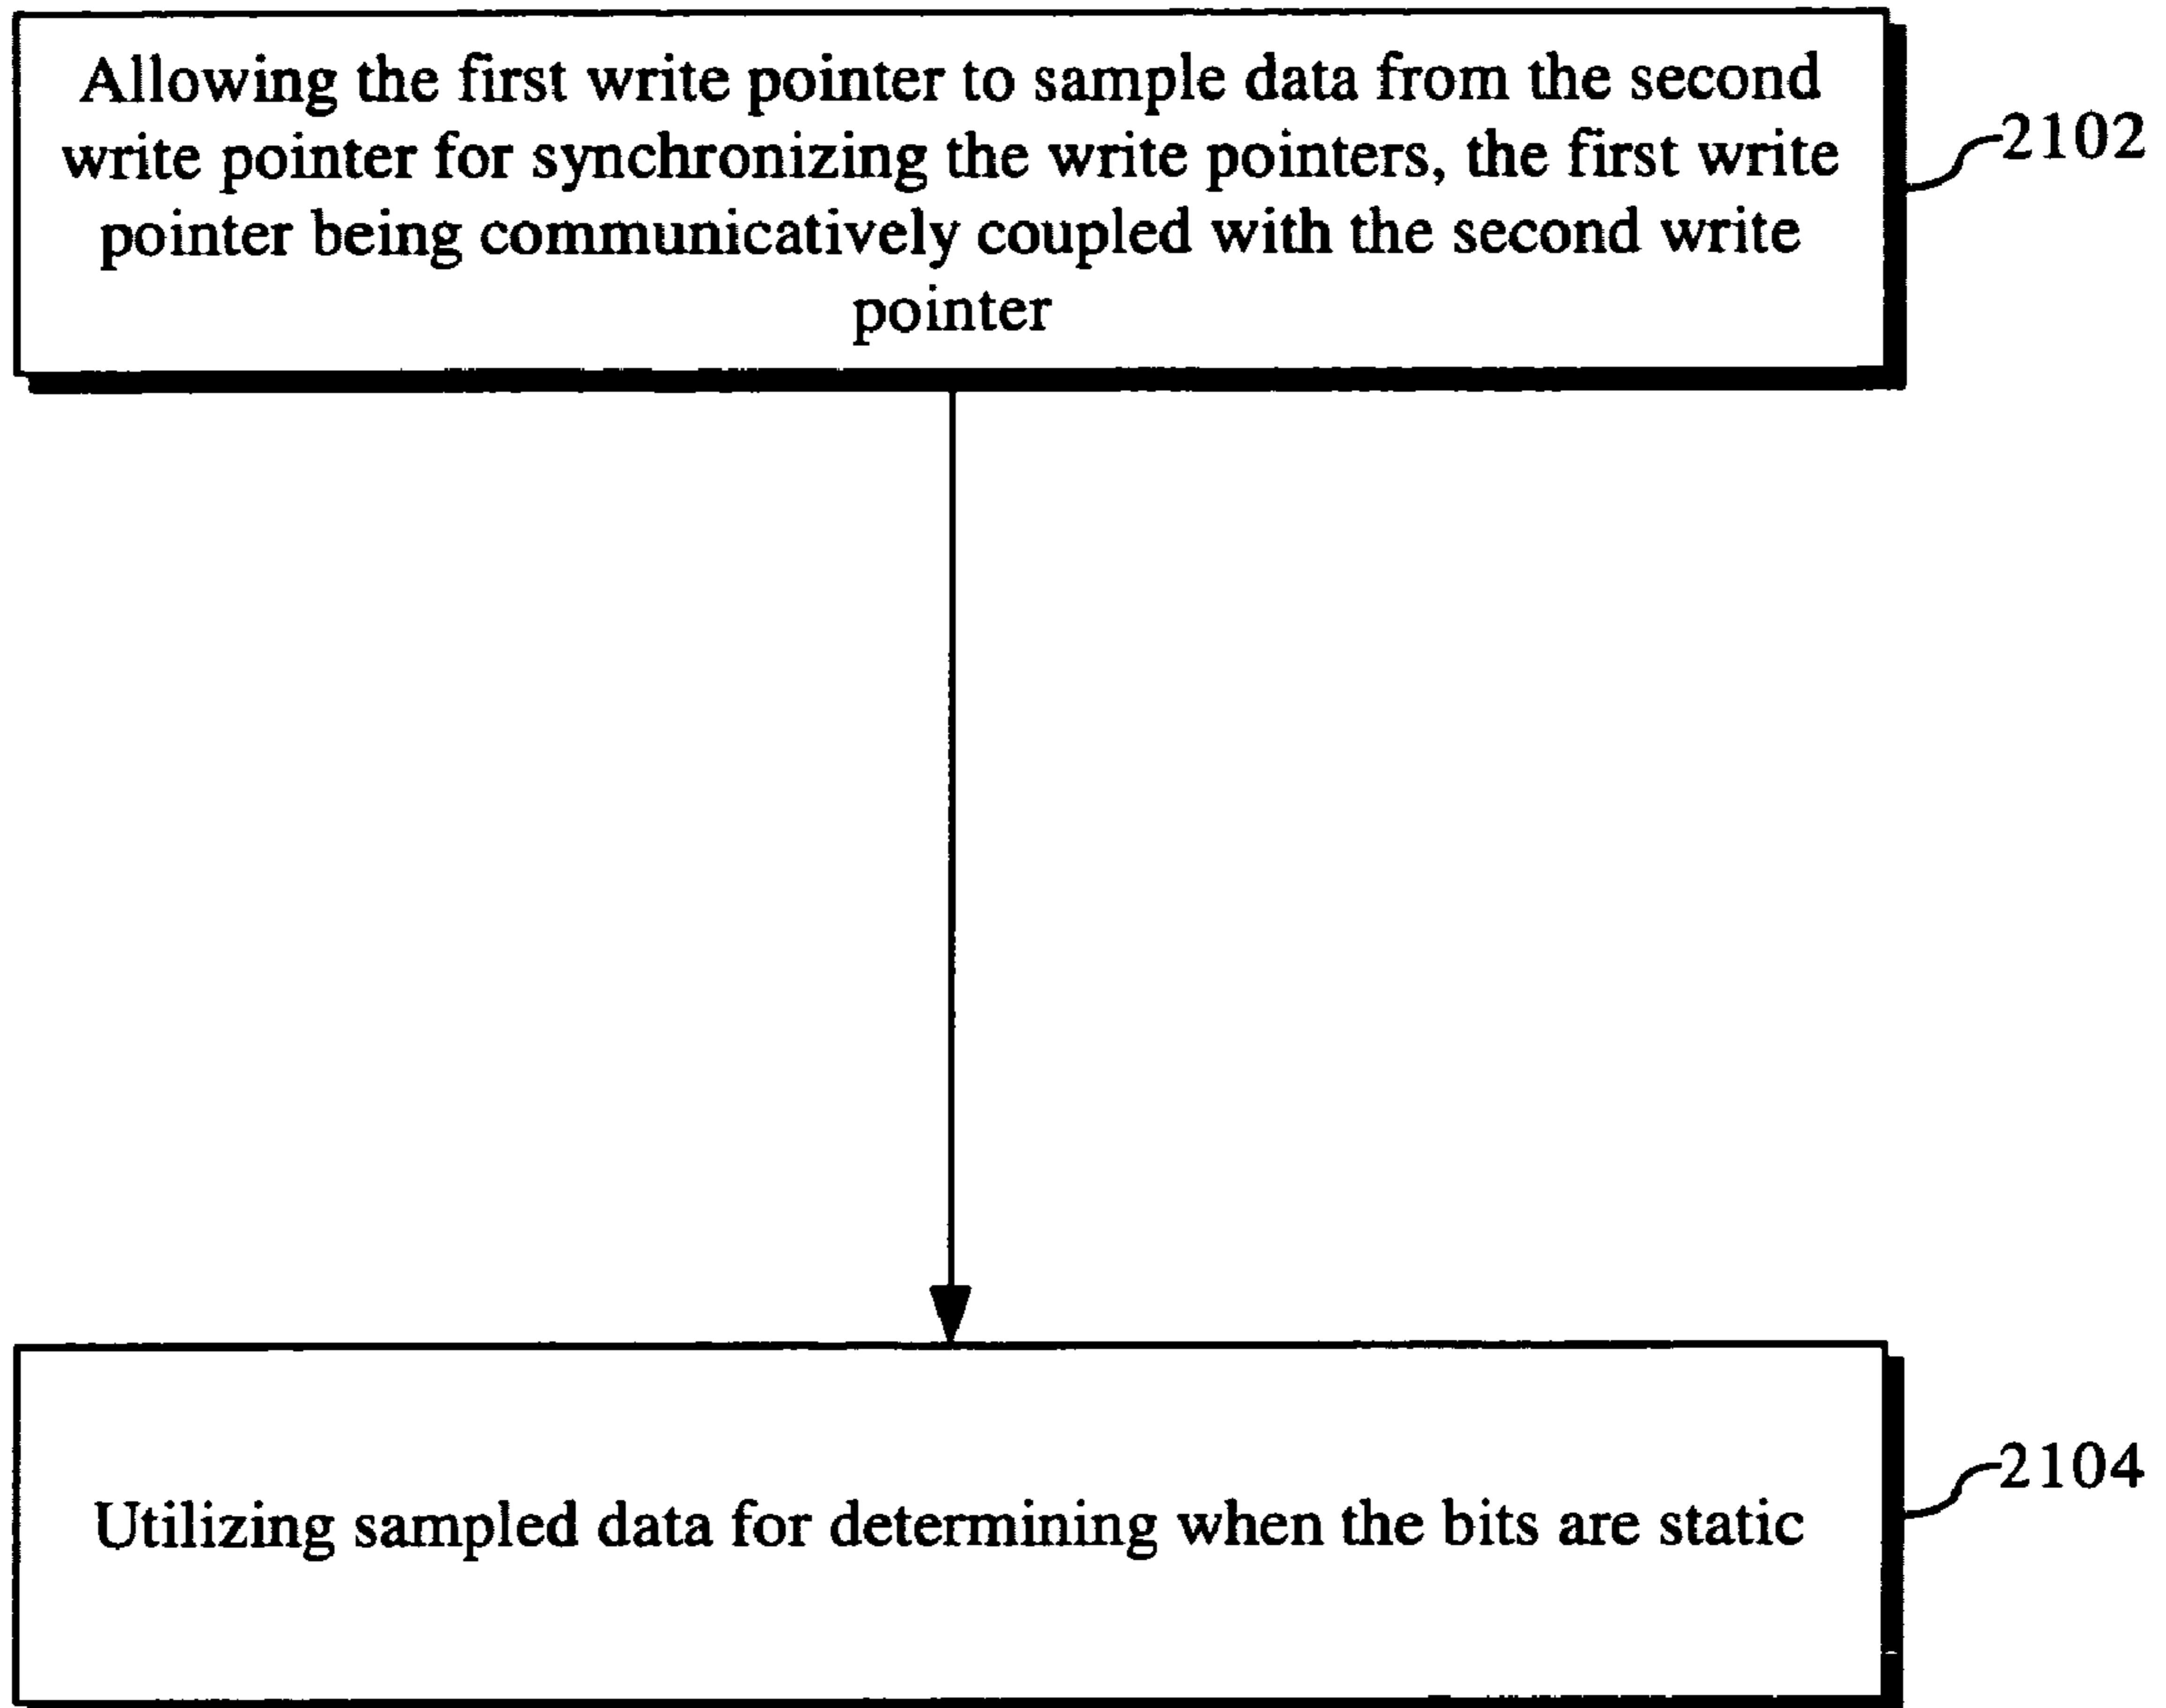 Allowing the first write pointer to sample data from the second
write pointer for synchronizing the write pointers, the first write
pointer being communicatively coupled with the second write
pointer
2102
Utilizing sampled data for determining when the bits are static
2104